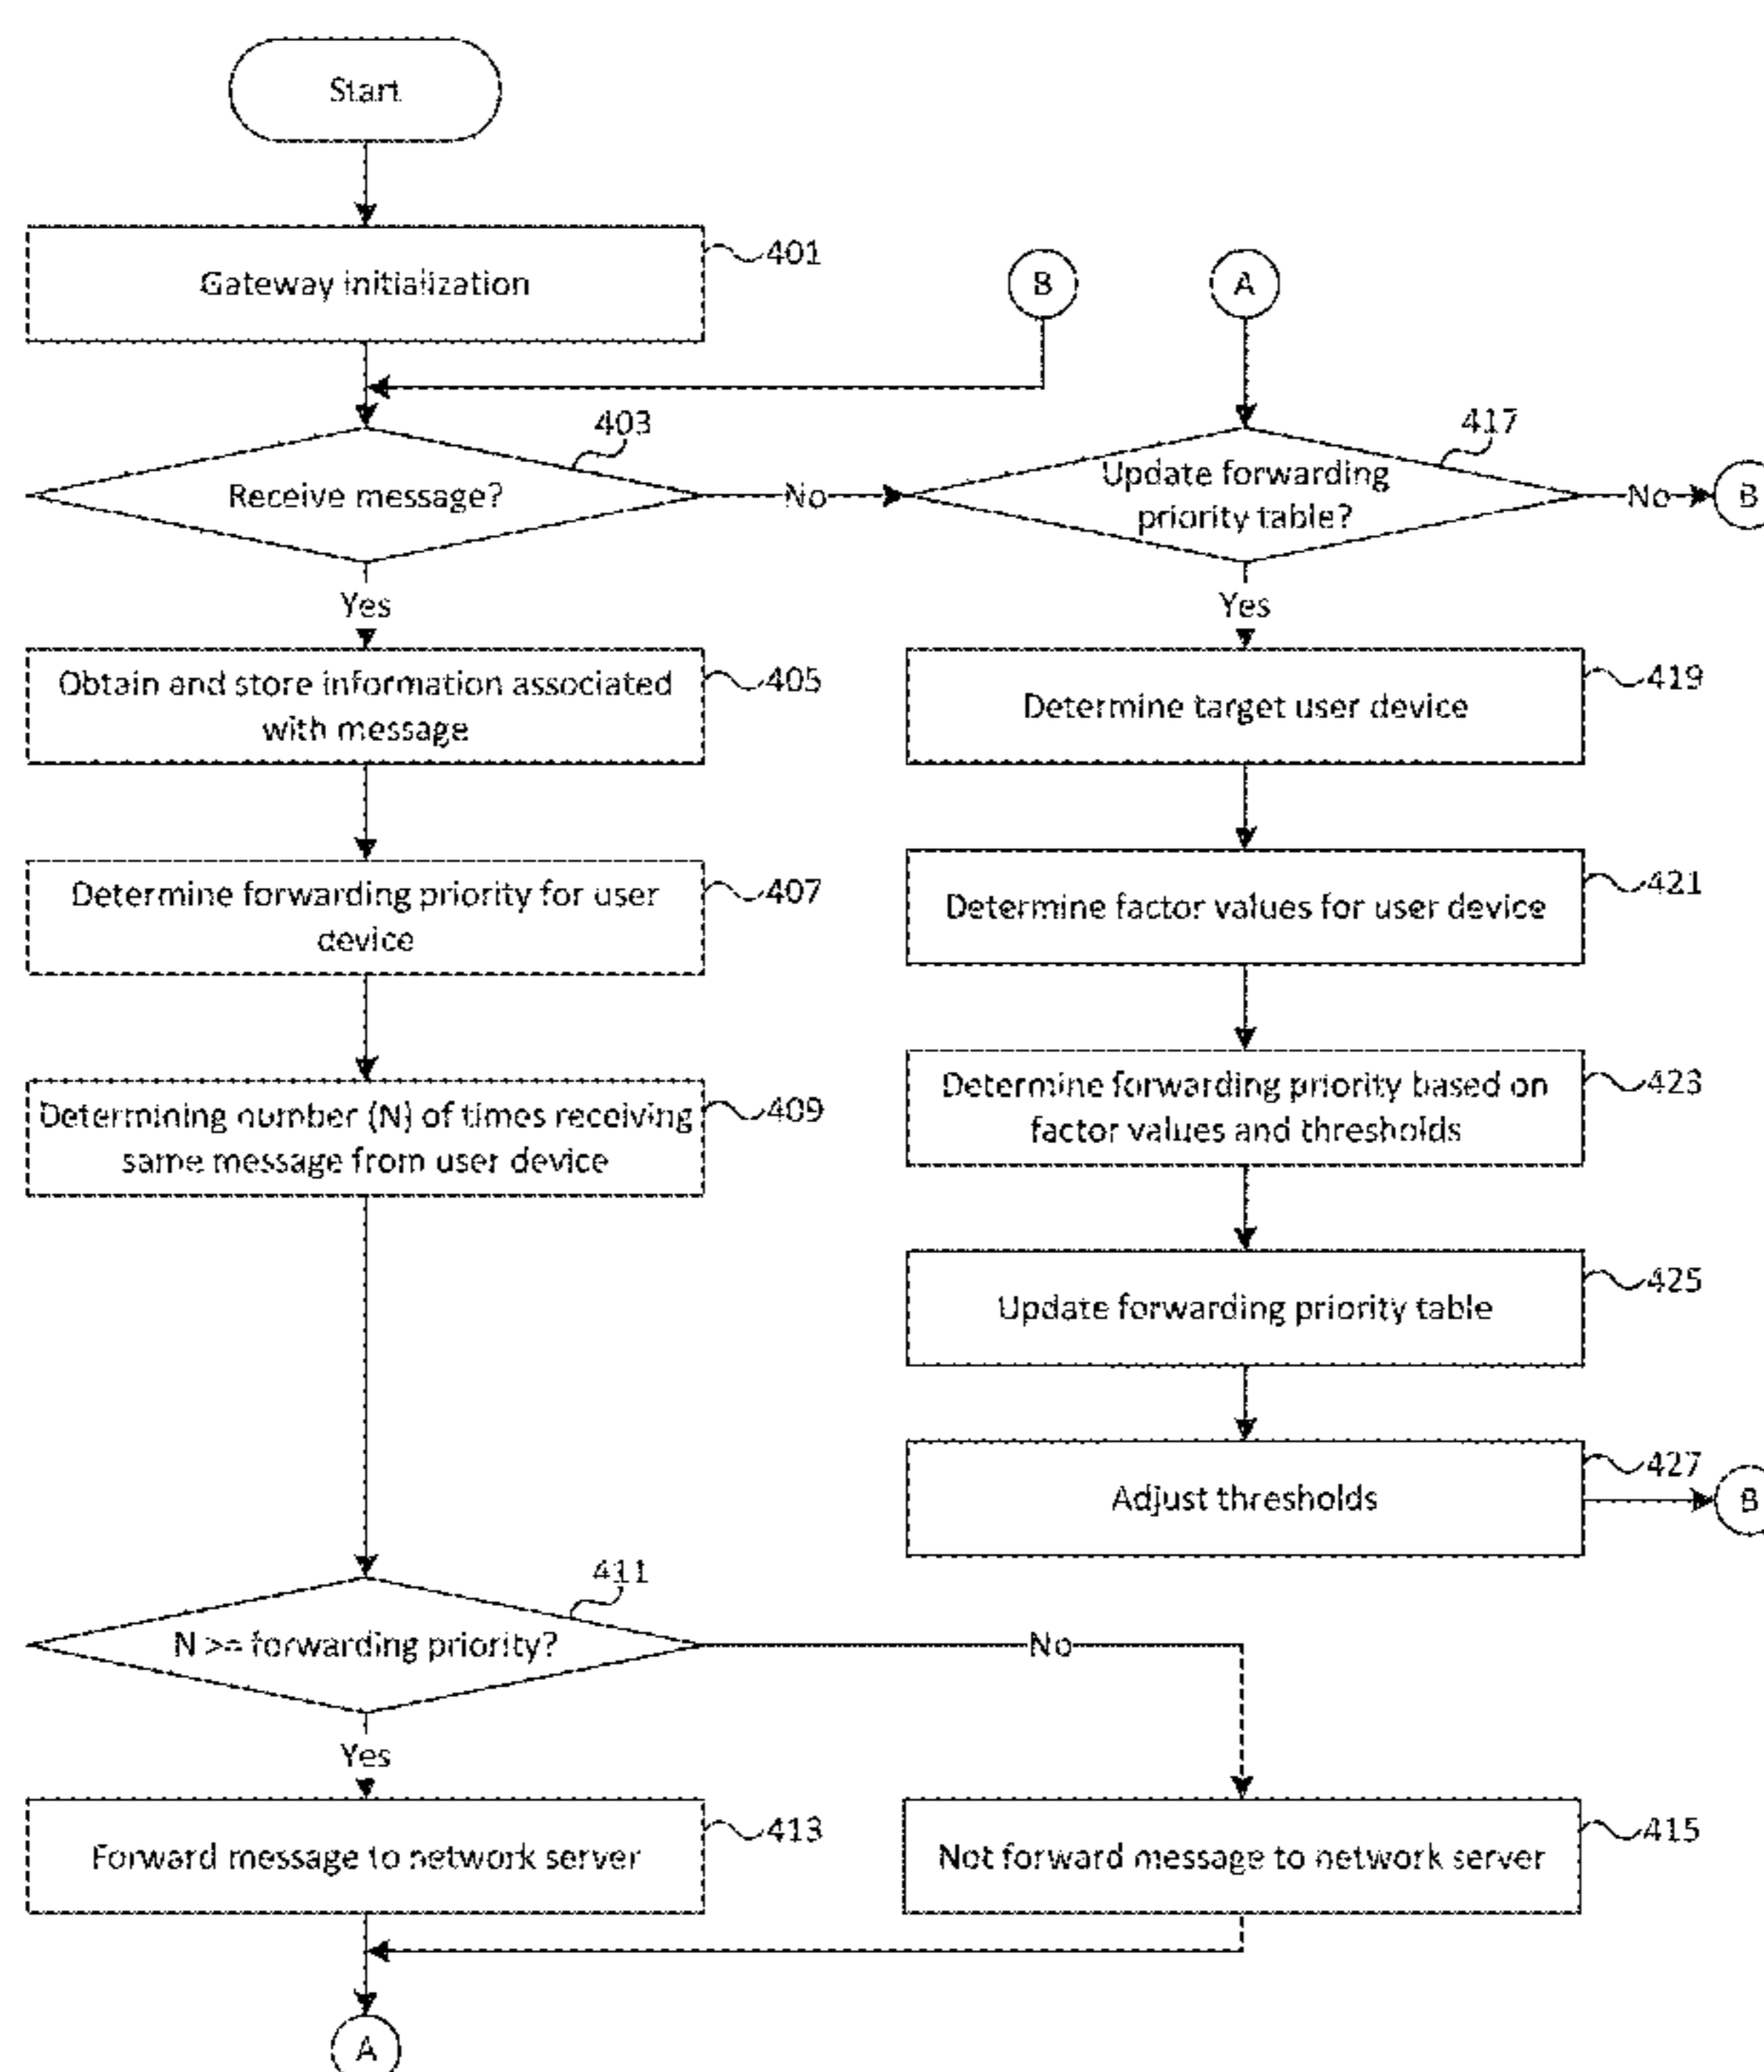 Start
Gateway initialization
401
B
A
Receive message?
403
No
Update forwarding
priority table?
417
No
B
Yes
Yes
Obtain and store information associated
with message
405
Determine target user device
419
Determine forwarding priority for user
device
407
Determine factor values for user device
421
Determining number (N) of times receiving
same message from user device
409
Determine forwarding priority based on
factor values and thresholds
423
Update forwarding priority table
425
Adjust thresholds
427
B
N >= forwarding priority?
411
No
Yes
Forward message to network server
413
Not forward message to network server
415
A